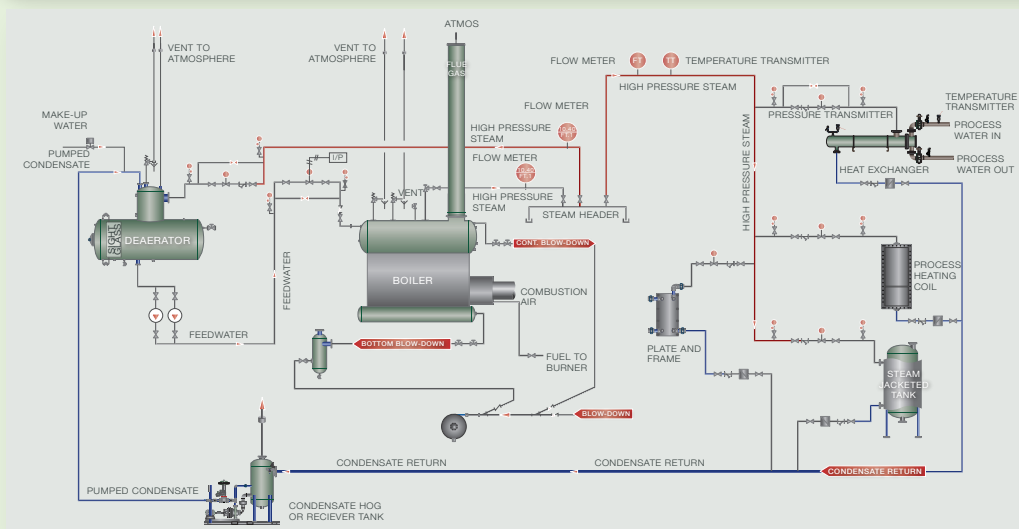 ATMOS
VENT TO
ATMOSPHERE
VENT TO
ATMOSPHERE
FLUE
GAS
FLOW METER
FT
TT
TEMPERATURE TRANSMITTER
HIGH PRESSURE STEAM
FLOW METER
MAKE-UP
WATER
PUMPED
CONDENSATE
HIGH PRESSURE
STEAM
FLOW METER
I/P
VENT
HIGH PRESSURE
STEAM
STEAM HEADER
HIGH PRESSURE STEAM
PRESSURE TRANSMITTER
TEMPERATURE
TRANSMITTER
PROCESS
WATER IN
PROCESS
WATER OUT
HEAT EXCHANGER
SIGHT
GLASS
DEAERATOR
CONT. BLOW-DOWN
BOILER
COMBUSTION
AIR
FEEDWATER
FEEDWATER
BOTTOM BLOW-DOWN
FUEL TO
BURNER
BLOW-DOWN
PLATE AND
FRAME
PROCESS
HEATING
COIL
STEAM
JACKETED
TANK
CONDENSATE RETURN
CONDENSATE RETURN
CONDENSATE RETURN
PUMPED CONDENSATE
CONDENSATE HOG
OR RECIEVER TANK